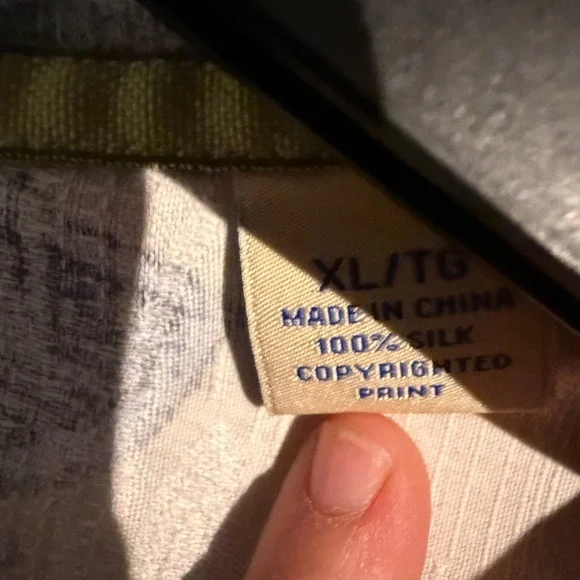 XL/TG
MADE IN CHINA
100% SILK
COPYRIGHTED
PRINT